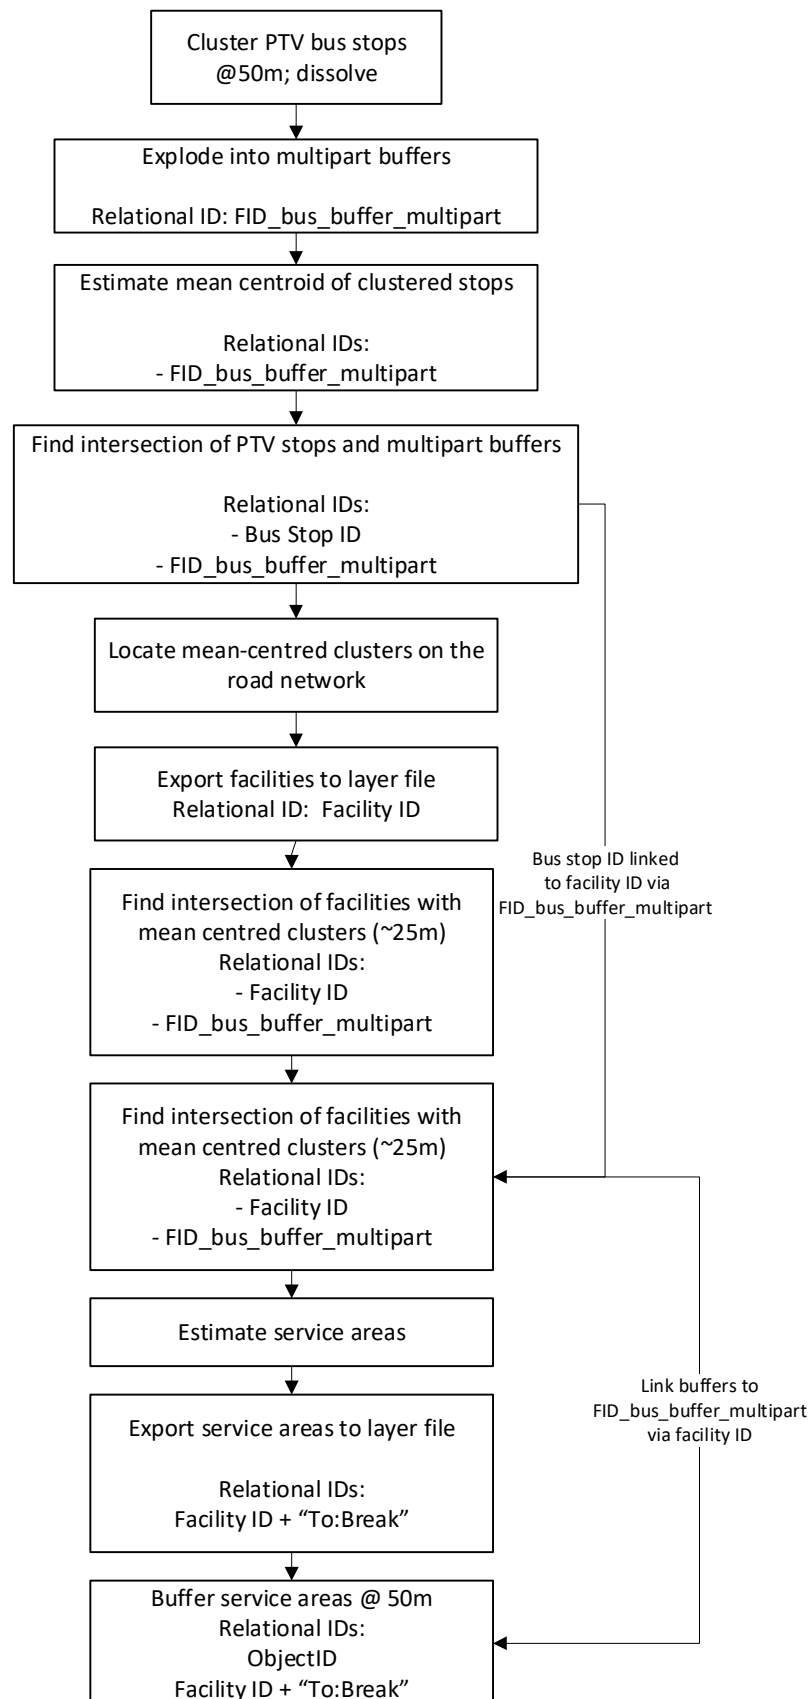 Cluster PTV bus stops
@50m; dissolve
Explode into multipart buffers
Relational ID: FID_bus_buffer_multipart
Estimate mean centroid of clustered stops
Relational IDs:
- FID_bus_buffer_multipart
Find intersection of PTV stops and multipart buffers
Relational IDs:
- Bus Stop ID
- FID_bus_buffer_multipart
Locate mean-centred clusters on the
road network
Export facilities to layer file
Relational ID:  Facility ID
Bus stop ID linked
to facility ID via
FID_bus_buffer_multipart
Find intersection of facilities with
mean centred clusters (~25m)
Relational IDs:
- Facility ID
- FID_bus_buffer_multipart
Find intersection of facilities with
mean centred clusters (~25m)
Relational IDs:
- Facility ID
- FID_bus_buffer_multipart
Estimate service areas
Link buffers to
FID_bus_buffer_multipart
via facility ID
Export service areas to layer file
Relational IDs:
Facility ID + “To:Break”
Buffer service areas @ 50m
Relational IDs:
ObjectID
Facility ID + “To:Break”